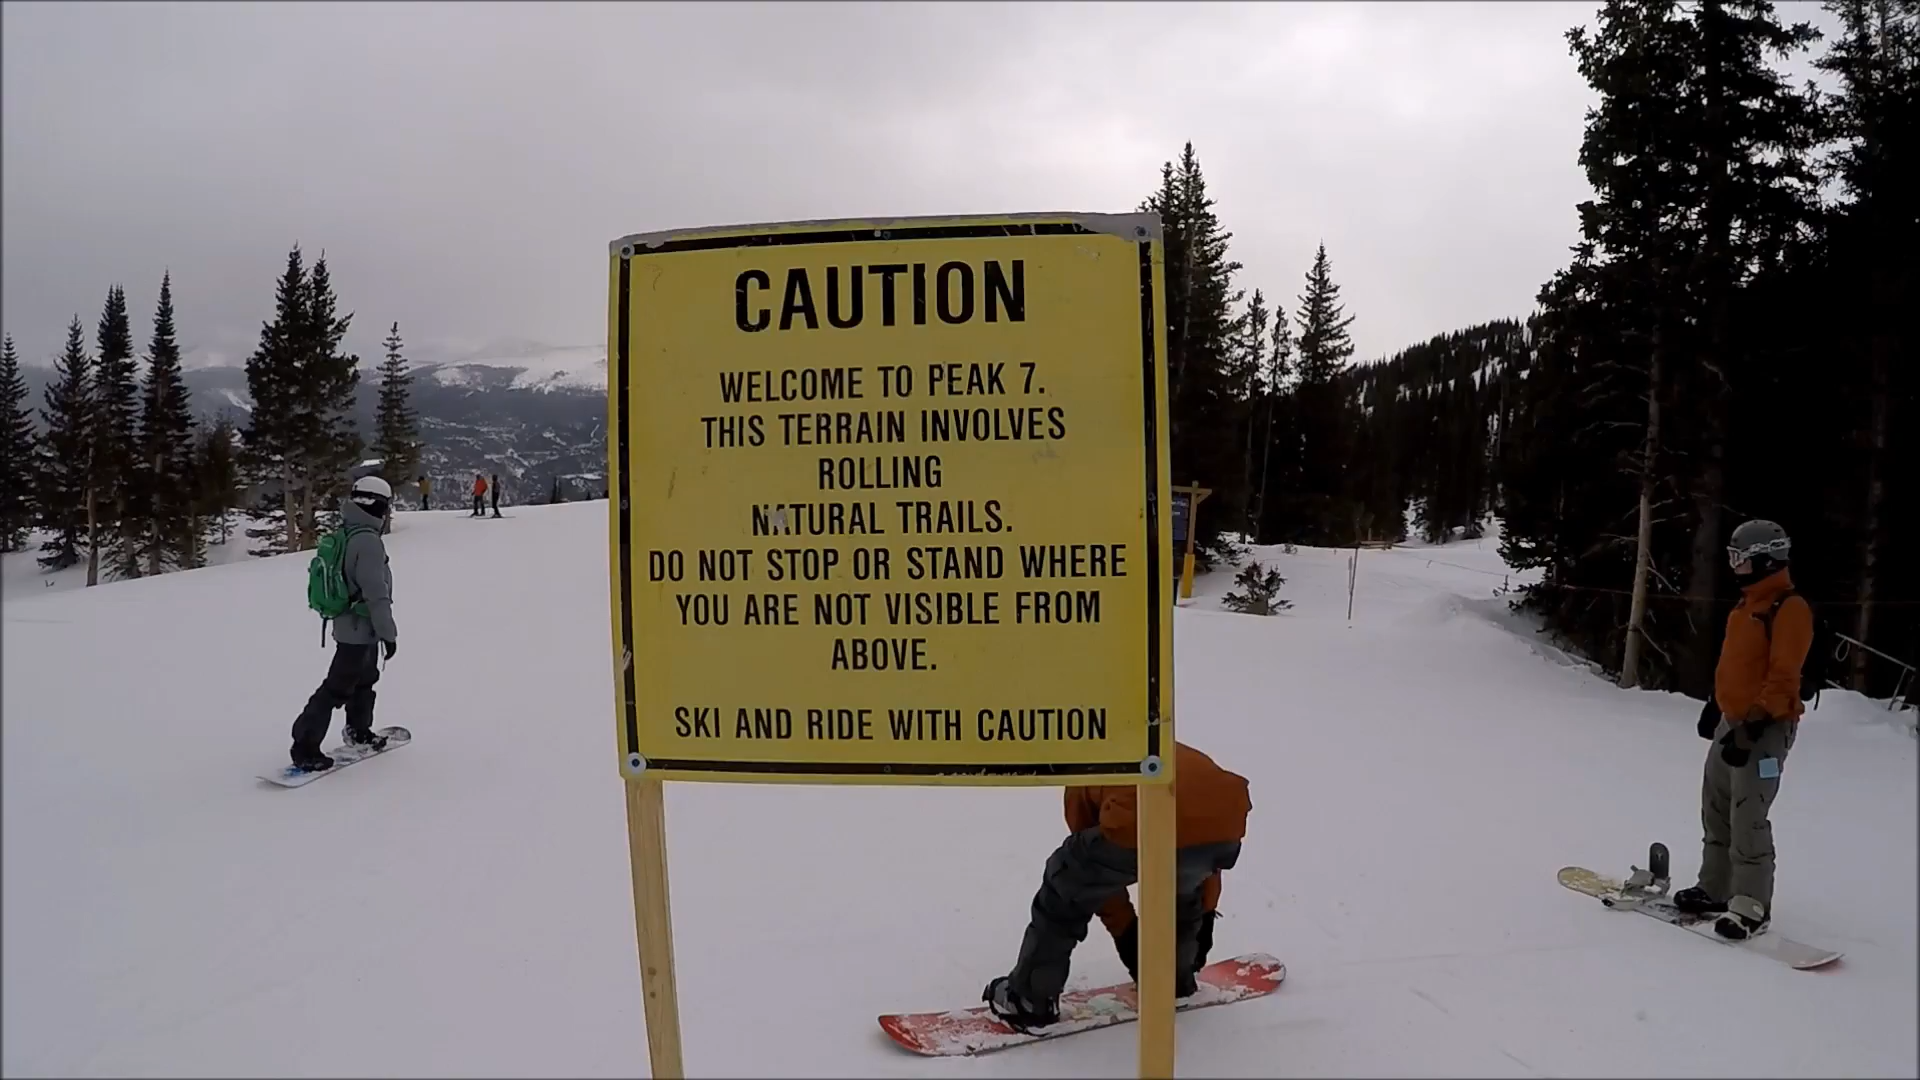 CAUTION
WELCOME TO PEAK 7.
THIS TERRAIN INVOLVES
ROLLING
NATURAL TRAILS.
DO NOT STOP OR STAND WHERE
YOU ARE NOT VISIBLE FROM
ABOVE.
SKI AND RIDE WITH CAUTION